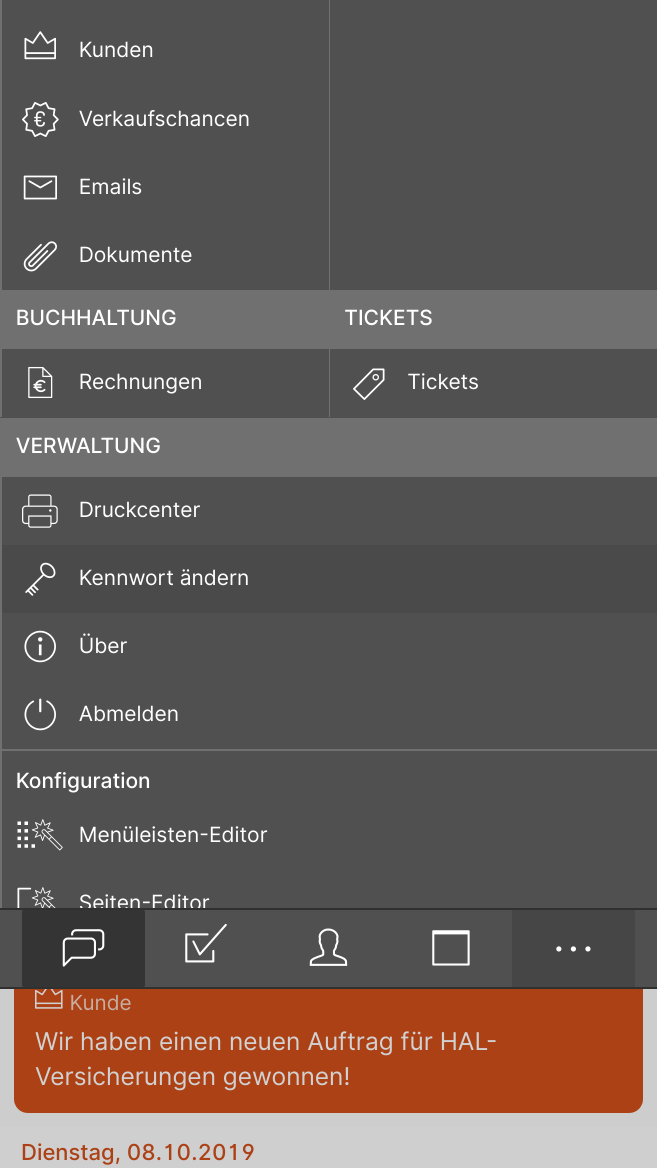 Kunden
Verkaufschancen
Emails
Dokumente
BUCHHALTUNG
TICKETS
Rechnungen
Tickets
VERWALTUNG
Druckcenter
Kennwort ändern
Über
Abmelden
Konfiguration
Menüleisten-Editor
Seiten-Editor
Kunde
Wir haben einen neuen Auftrag für HAL-
Versicherungen gewonnen!
Dienstag, 08.10.2019